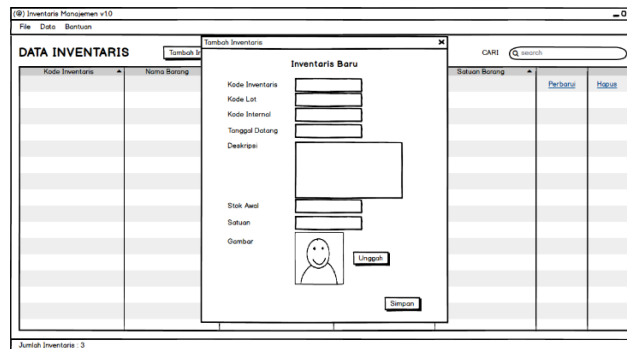 (@) Inventaris Manajemen v1.0
File Data Bantuan
DATA INVENTARIS
Tambah In
CARI
search
Kode Inventaris
Nama Barang
Satuan Barang
Perbarui
Hapus
Tambah Inventaris
Inventaris Baru
Kode Inventaris
Kode Lot
Kode Internal
Tanggal Datang
Deskripsi
Stok Awal
Satuan
Gambar
Unggah
Simpan
Jumlah Inventaris : 3